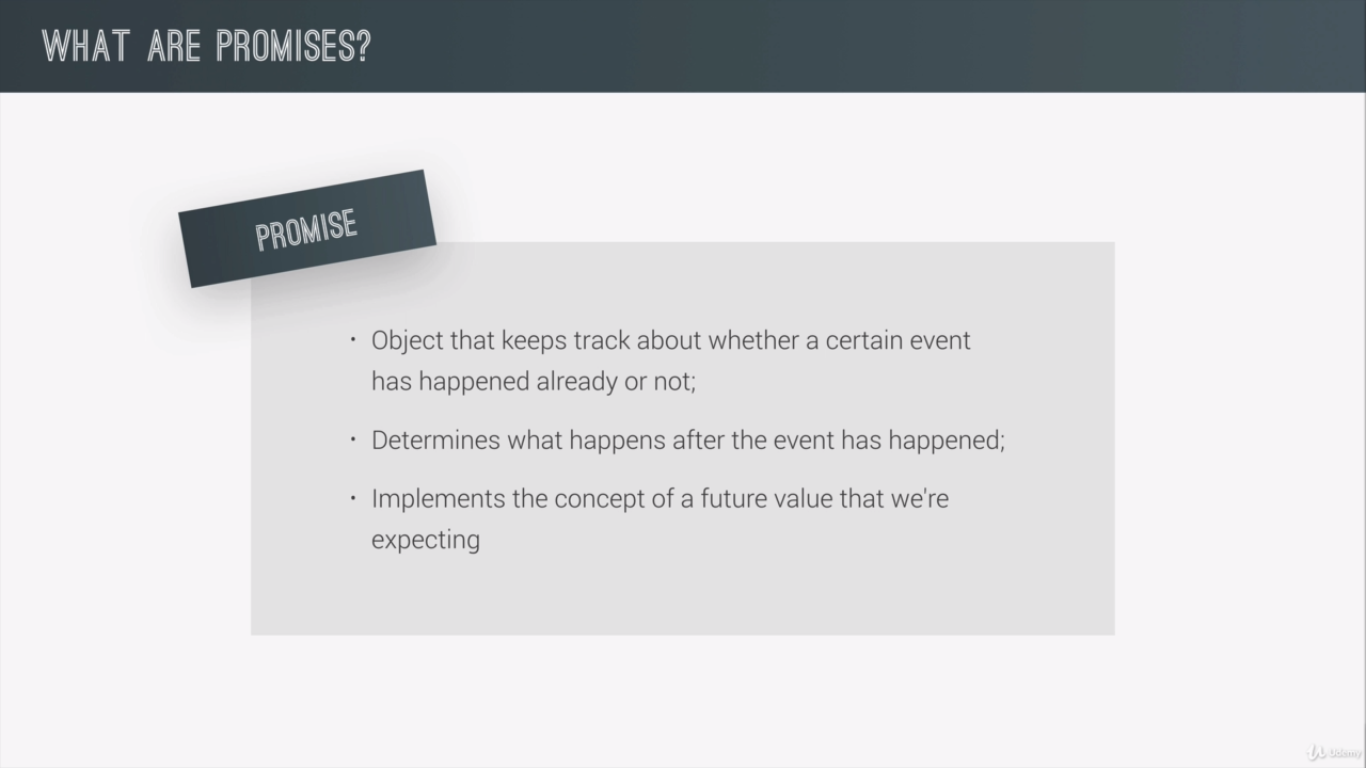 WHAT ARE PROMISES?
PROMISE
• Object that keeps track about whether a certain event
has happened already or not;
• Determines what happens after the event has happened;
• Implements the concept of a future value that we're
expecting
Udemy